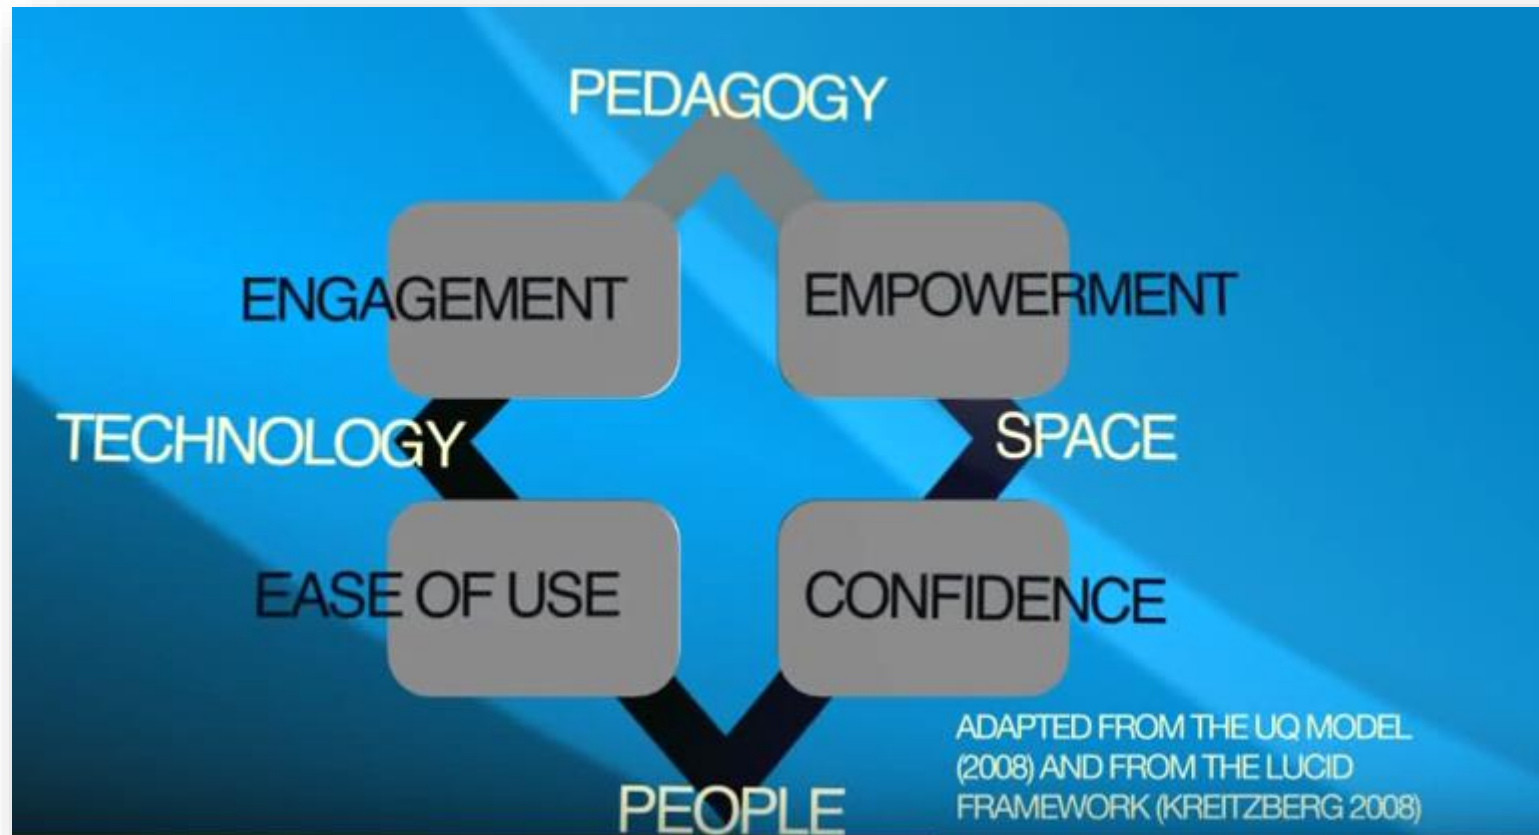 PEDAGOGY
ENGAGEMENT
EMPOWERMENT
TECHNOLOGY
SPACE
EASE OF USE
CONFIDENCE
PEOPLE
ADAPTED FROM THE UQ MODEL
(2008) AND FROM THE LUCID
FRAMEWORK (KREITZBERG 2008)